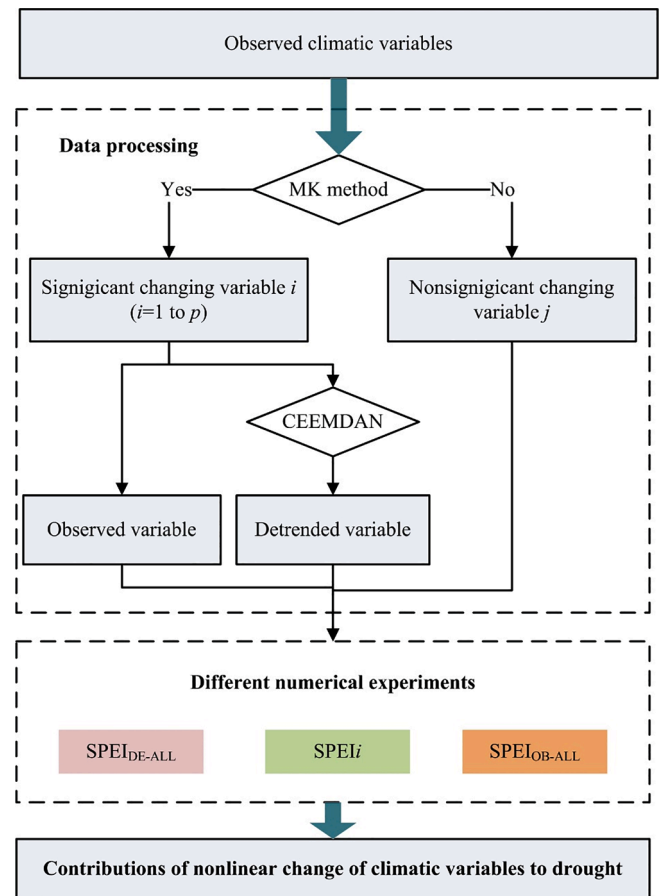 Observed climatic variables
Data processing
MK method
Yes
No
Signigicant changing variable i
(i=1 to p)
Nonsignigicant changing
variable j
CEEMDAN
Observed variable
Detrended variable
Different numerical experiments
SPEIDE-ALL
SPEIi
SPEIOB-ALL
Contributions of nonlinear change of climatic variables to drought